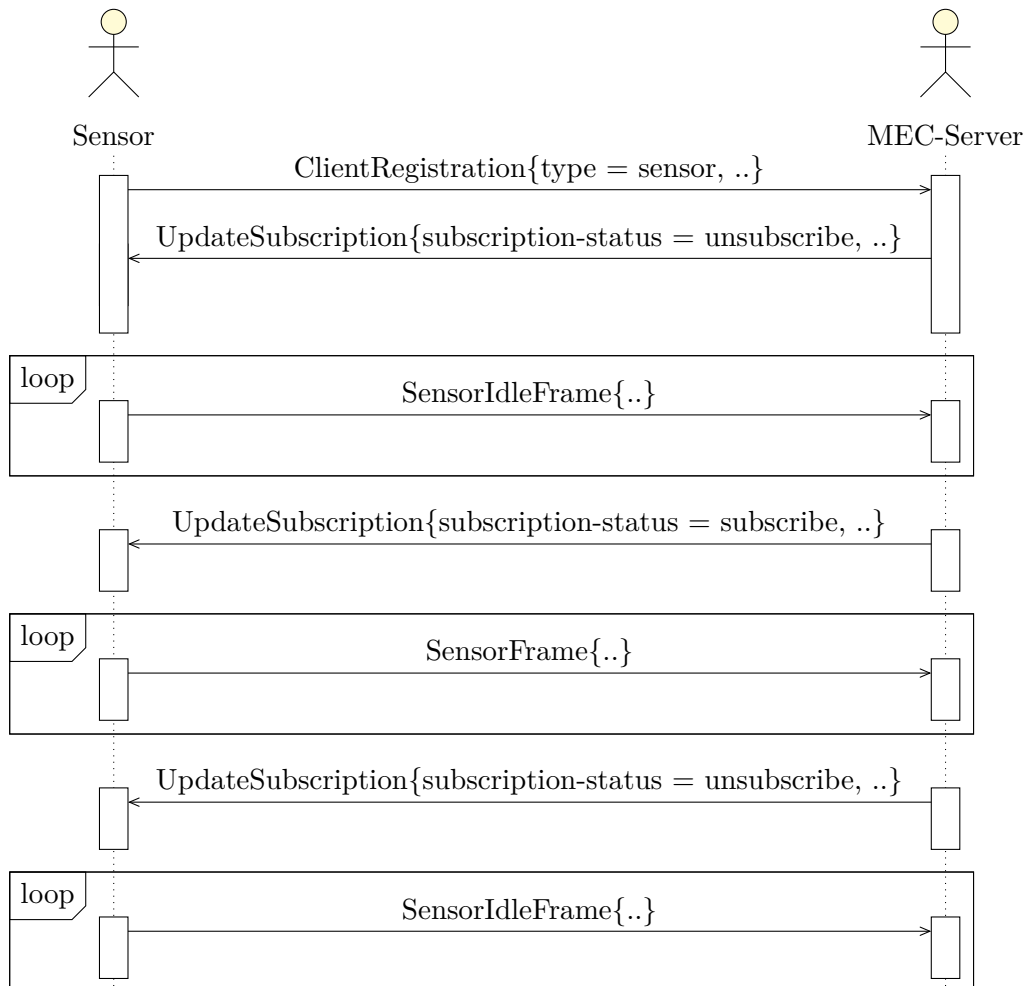 Sensor
MEC-Server
ClientRegistration{type = sensor, ..}
UpdateSubscription{subscription-status = unsubscribe, ..}
loop
SensorIdleFrame{..}
UpdateSubscription{subscription-status = subscribe, ..}
loop
SensorFrame{..}
UpdateSubscription{subscription-status = unsubscribe, ..}
loop
SensorIdleFrame{..}